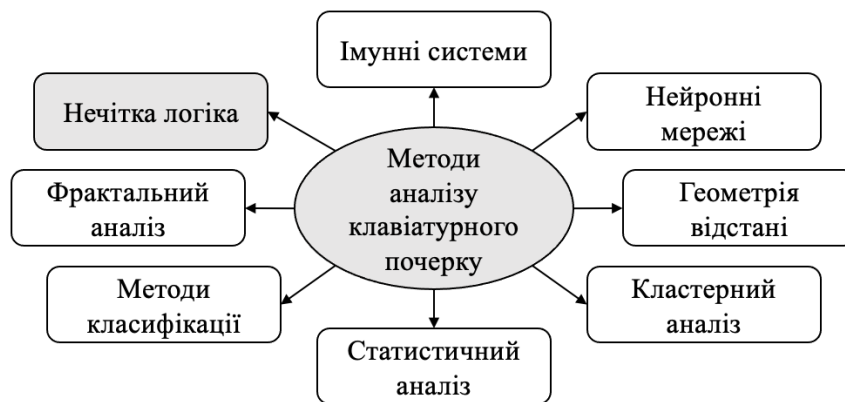 Імунні системи
Нечітка логіка
Нейронні
мережі
Методи
аналізу
клавіатурного
почерку
Фрактальний
аналіз
Геометрія
відстані
Методи
класифікації
Кластерний
аналіз
Статистичний
аналіз